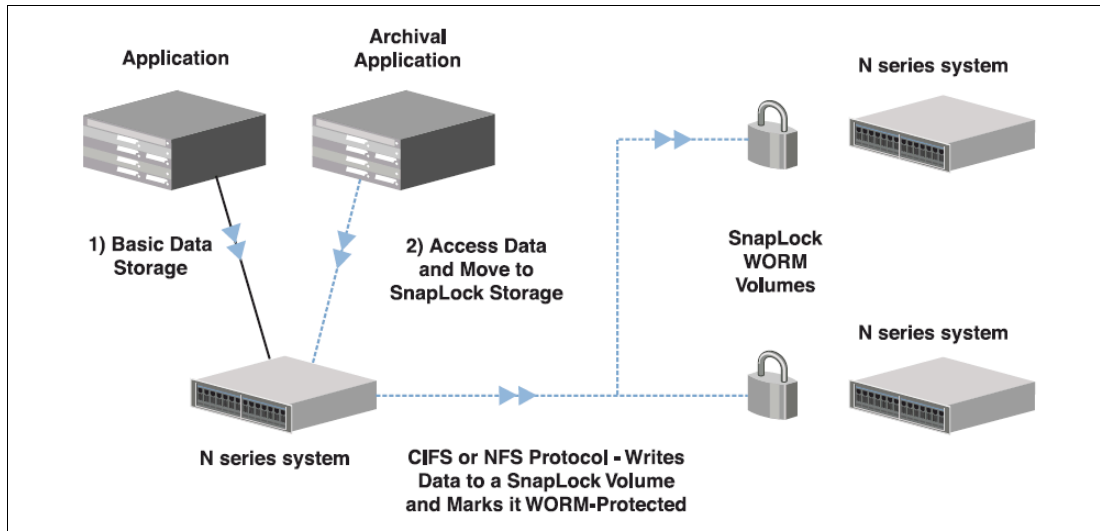 Application
Archival
Application
N series system
1) Basic Data
Storage
2) Access Data
and Move to
SnapLock Storage
SnapLock
WORM
Volumes
N series system
N series system
CIFS or NFS Protocol - Writes
Data to a SnapLock Volume
and Marks it WORM-Protected